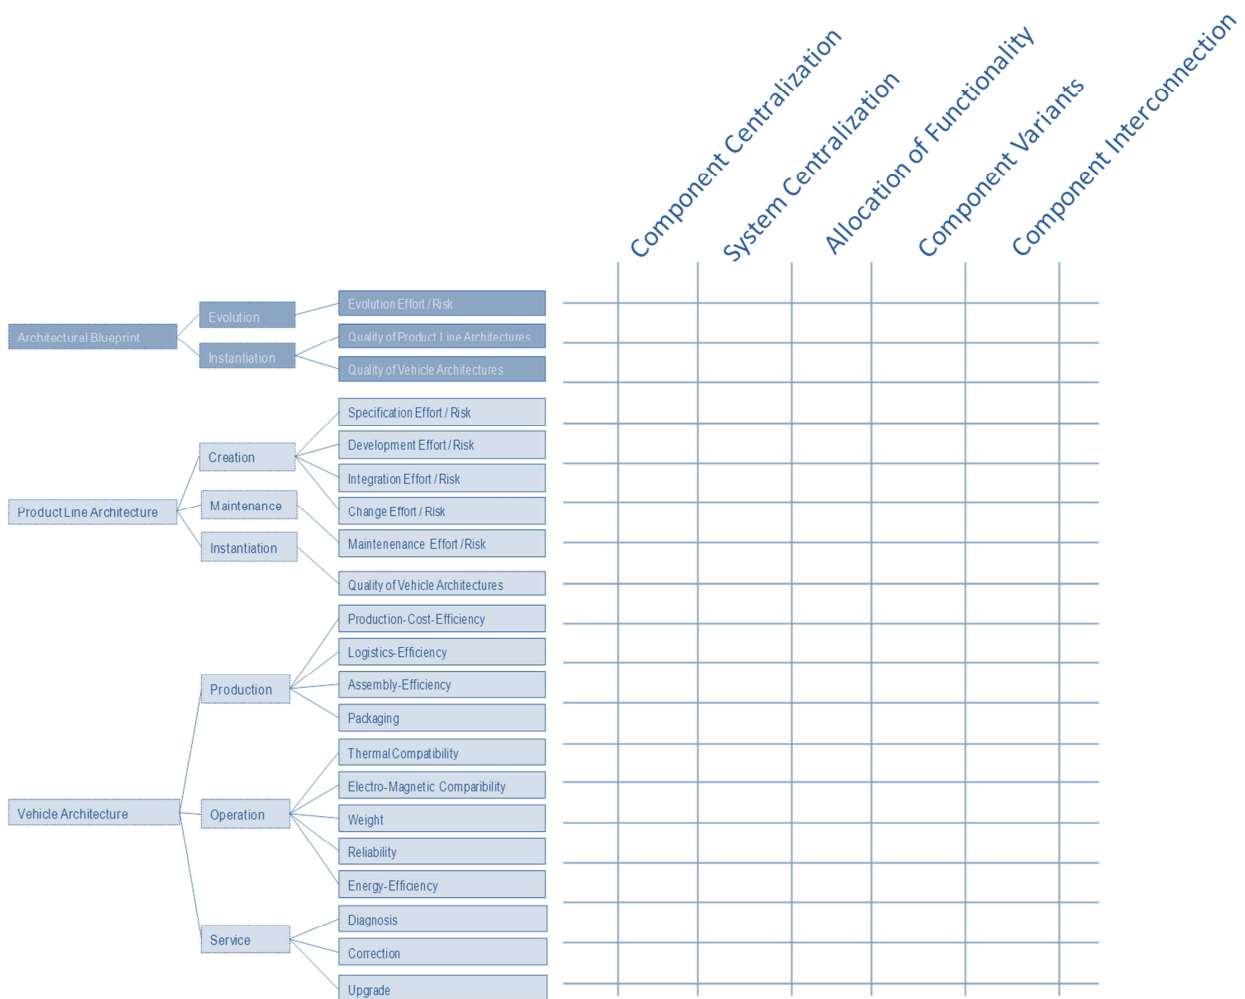 Component Centralization
System Centralization
Allocation of Functionality
Component Variants
Component Interconnection
Architectural Blueprint
Evolution
Instantiation
Evolution Effort / Risk
Quality of Product Line Architectures
Quality of Vehicle Architectures
Product Line Architecture
Creation
Maintenance
Instantiation
Specification Effort / Risk
Development Effort / Risk
Integration Effort / Risk
Change Effort / Risk
Maintenenance Effort / Risk
Quality of Vehicle Architectures
Vehicle Architecture
Production
Production-Cost-Efficiency
Logistics-Efficiency
Assembly-Efficiency
Packaging
Operation
Thermal Compatibility
Electro-Magnetic Comparibility
Weight
Reliability
Energy-Efficiency
Service
Diagnosis
Correction
Upgrade